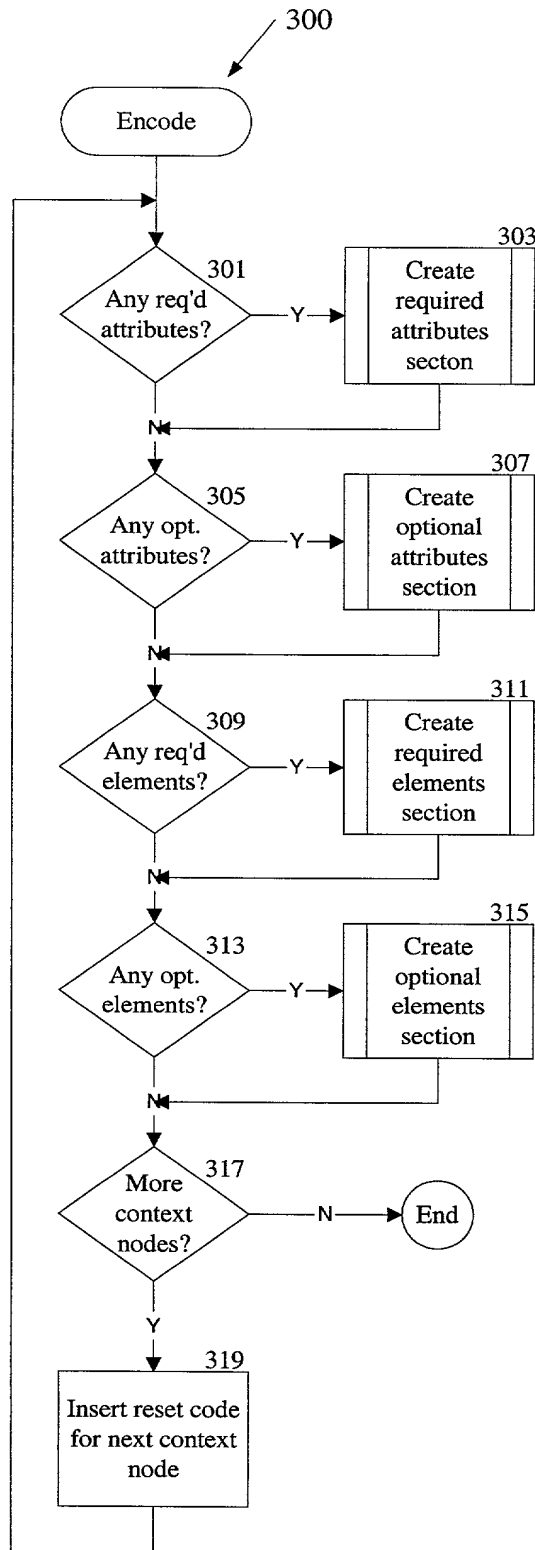 300
Encode
301
Any req'd
attributes?
Y
303
Create
required
attributes
secton
N
305
Any opt.
attributes?
Y
307
Create
optional
attributes
section
N
309
Any req'd
elements?
Y
311
Create
required
elements
section
N
313
Any opt.
elements?
Y
315
Create
optional
elements
section
N
317
More
context
nodes?
N
End
Y
319
Insert reset code
for next context
node